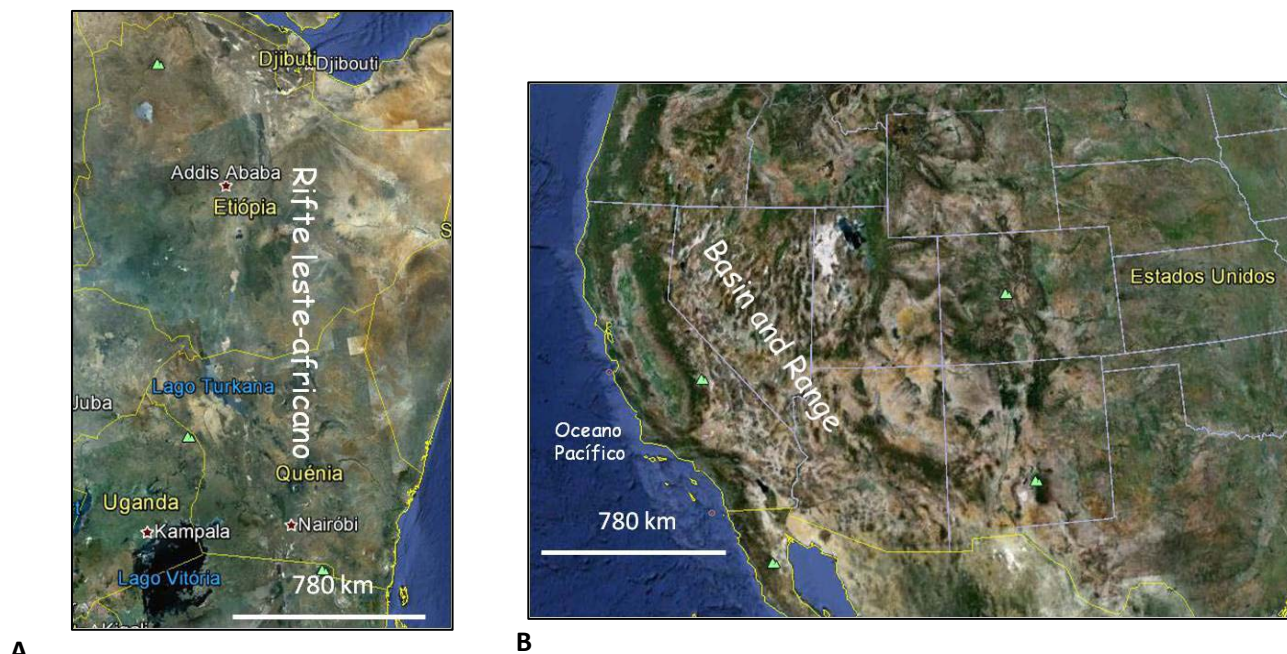 Djibuti
Djibouti
Addis Ababa
Etiópia
Rifte leste-africano
S
Lago Turkana
Juba
Quénia
Uganda
Kampala
Nairóbi
Lago Vitória
780 km
A
Basin and Range
Estados Unidos
Oceano
Pacífico
780 km
B